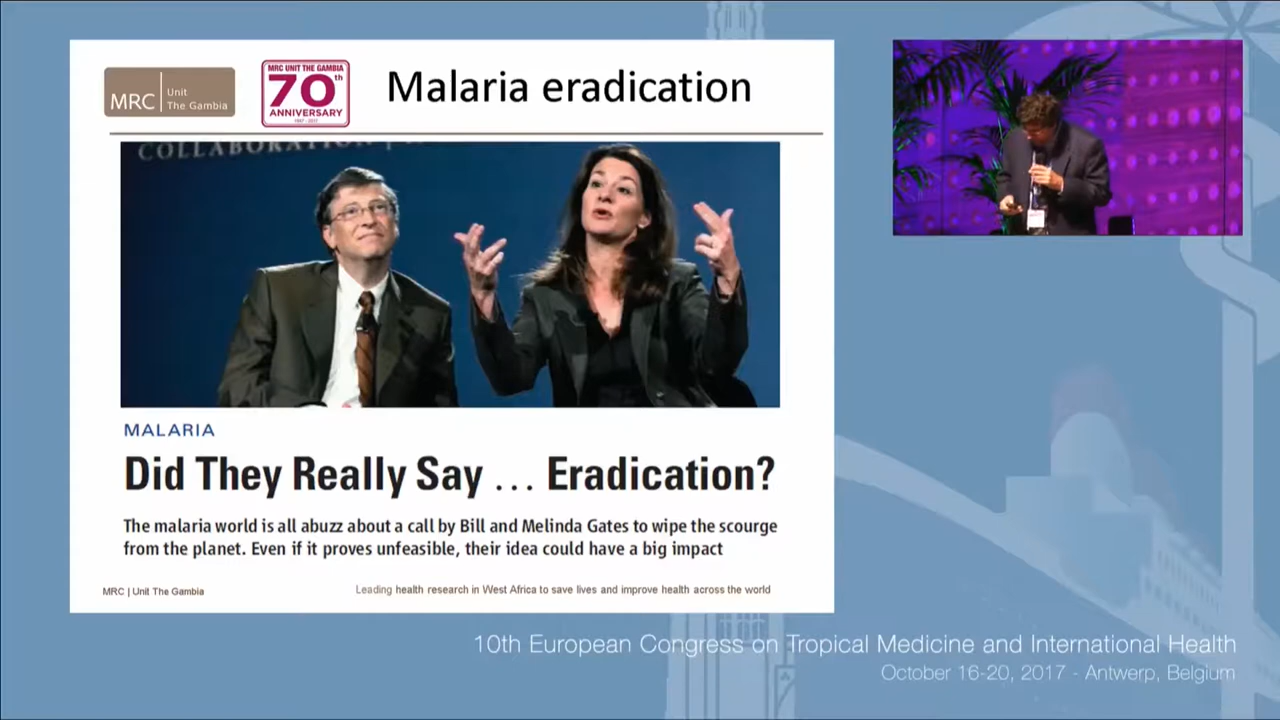 MRC
Unit
The Gambia
MRC UNIT THE GAMBIA
70th
ANNIVERSARY
Malaria eradication
COLLABORATION
MALARIA
Did They Really Say ... Eradication?
The malaria world is all abuzz about a call by Bill and Melinda Gates to wipe the scourge
from the planet. Even if it proves unfeasible, their idea could have a big impact
MRC | Unit The Gambia
Leading health research in West Africa to save lives and improve health across the world
10th European Congress on Tropical Medicine and International Health
October 16-20, 2017 - Antwerp, Belgium